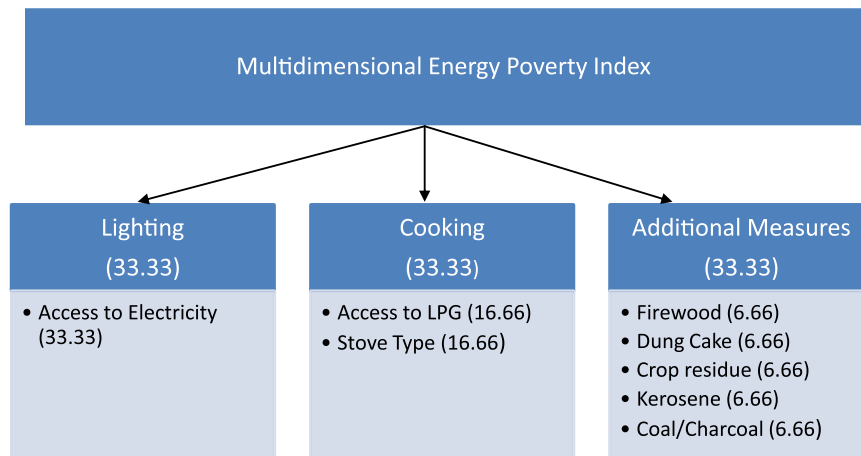 Multidimensional Energy Poverty Index
Lighting
(33.33)
• Access to Electricity
(33.33)
Cooking
(33.33)
• Access to LPG (16.66)
• Stove Type (16.66)
Additional Measures
(33.33)
• Firewood (6.66)
• Dung Cake (6.66)
• Crop residue (6.66)
• Kerosene (6.66)
• Coal/Charcoal (6.66)